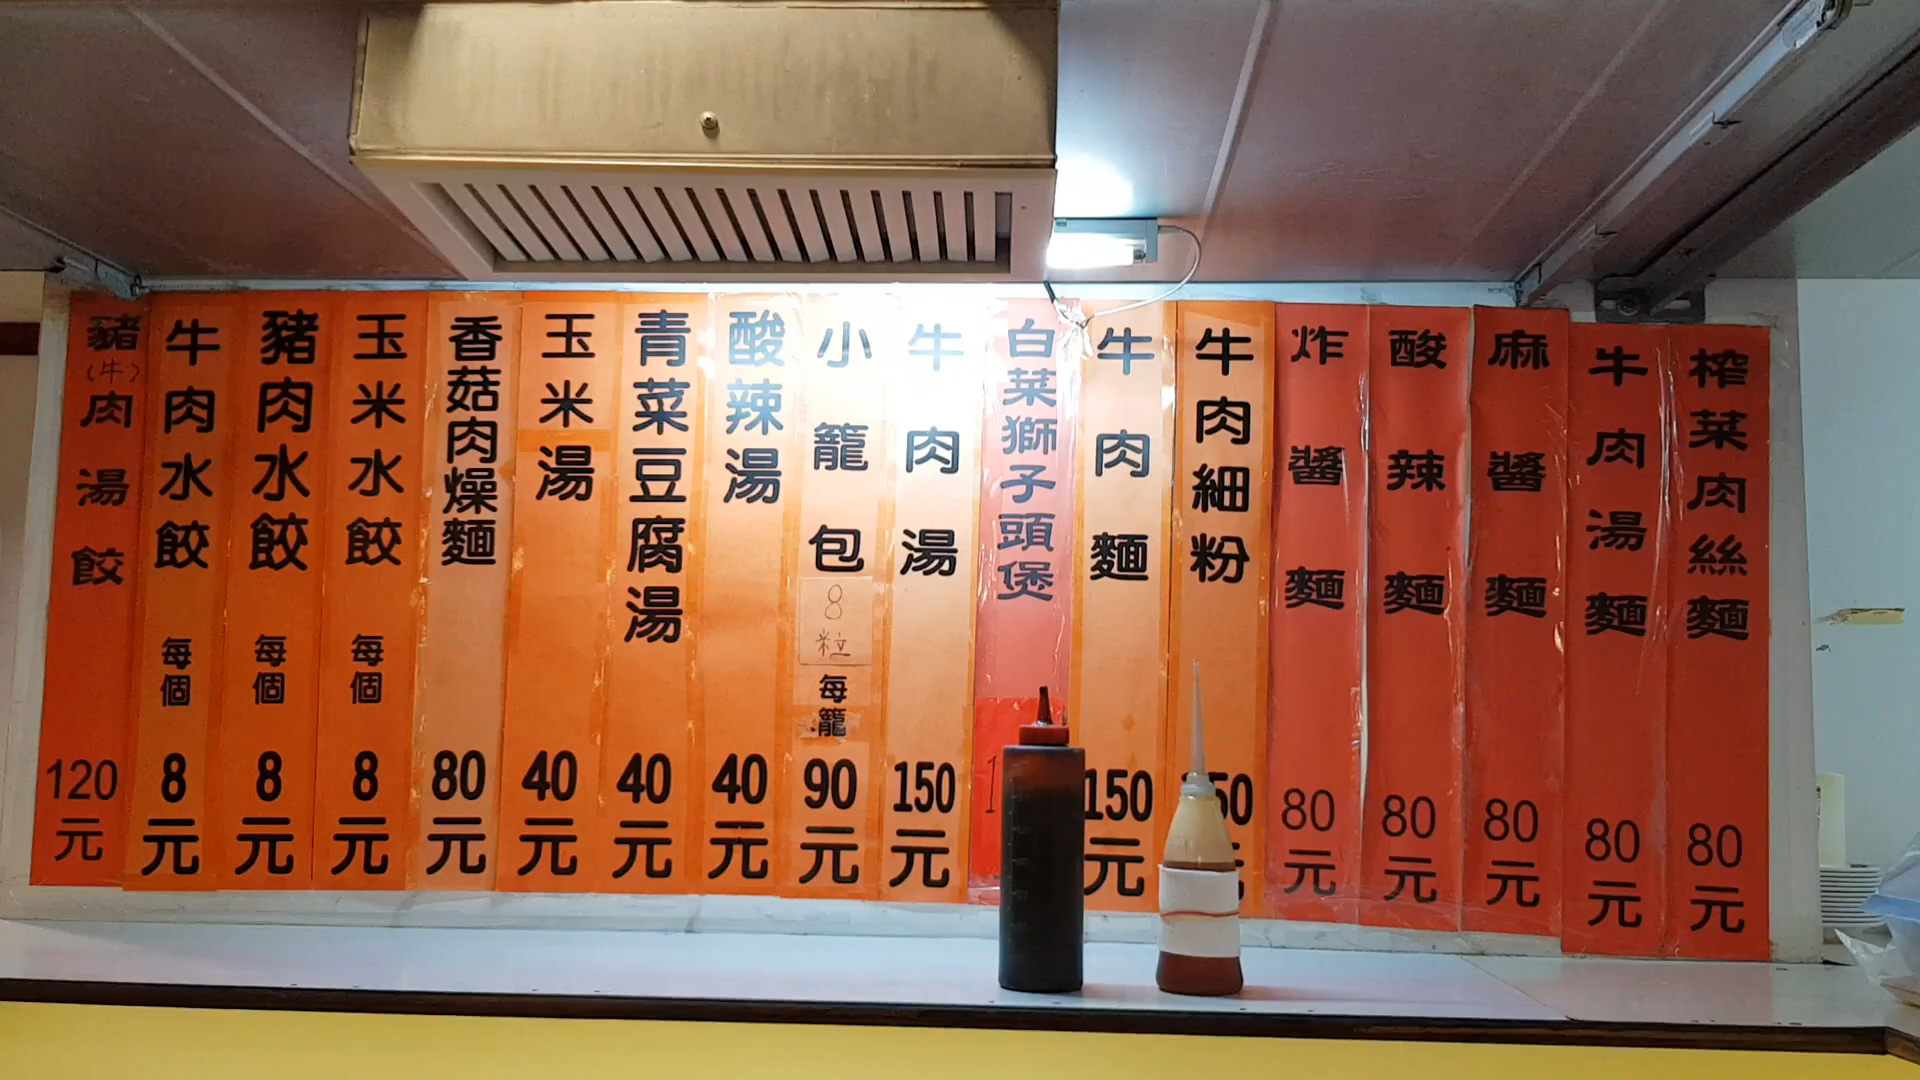 榨菜肉絲麵 80元
牛肉湯麵 80元
麻醬麵 80元
酸辣麵 80元
炸醬麵 80元
牛肉細粉 50元
牛肉麵 150元
白菜獅子頭煲 1
牛肉湯 150元
小籠包 8粒 每籠 90元
酸辣湯 40元
青菜豆腐湯 40元
玉米湯 40元
香菇肉燥麵 80元
玉米水餃 每個 8元
豬肉水餃 每個 8元
牛肉水餃 每個 8元
豬(牛)肉湯餃 120元